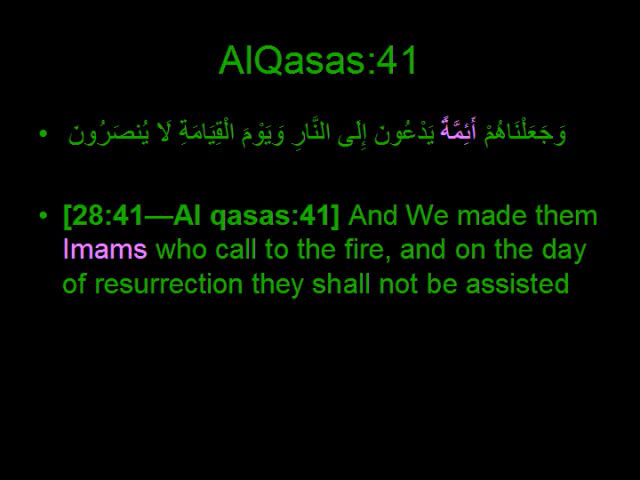 AlQasas:41
• وَجَعَلْنَاهُمْ أَئِمَّةً يَدْعُونَ إِلَى النَّارِ وَيَوْمَ الْقِيَامَةِ لَا يُنصَرُونَ
• [28:41—Al qasas:41] And We made them
Imams who call to the fire, and on the day
of resurrection they shall not be assisted